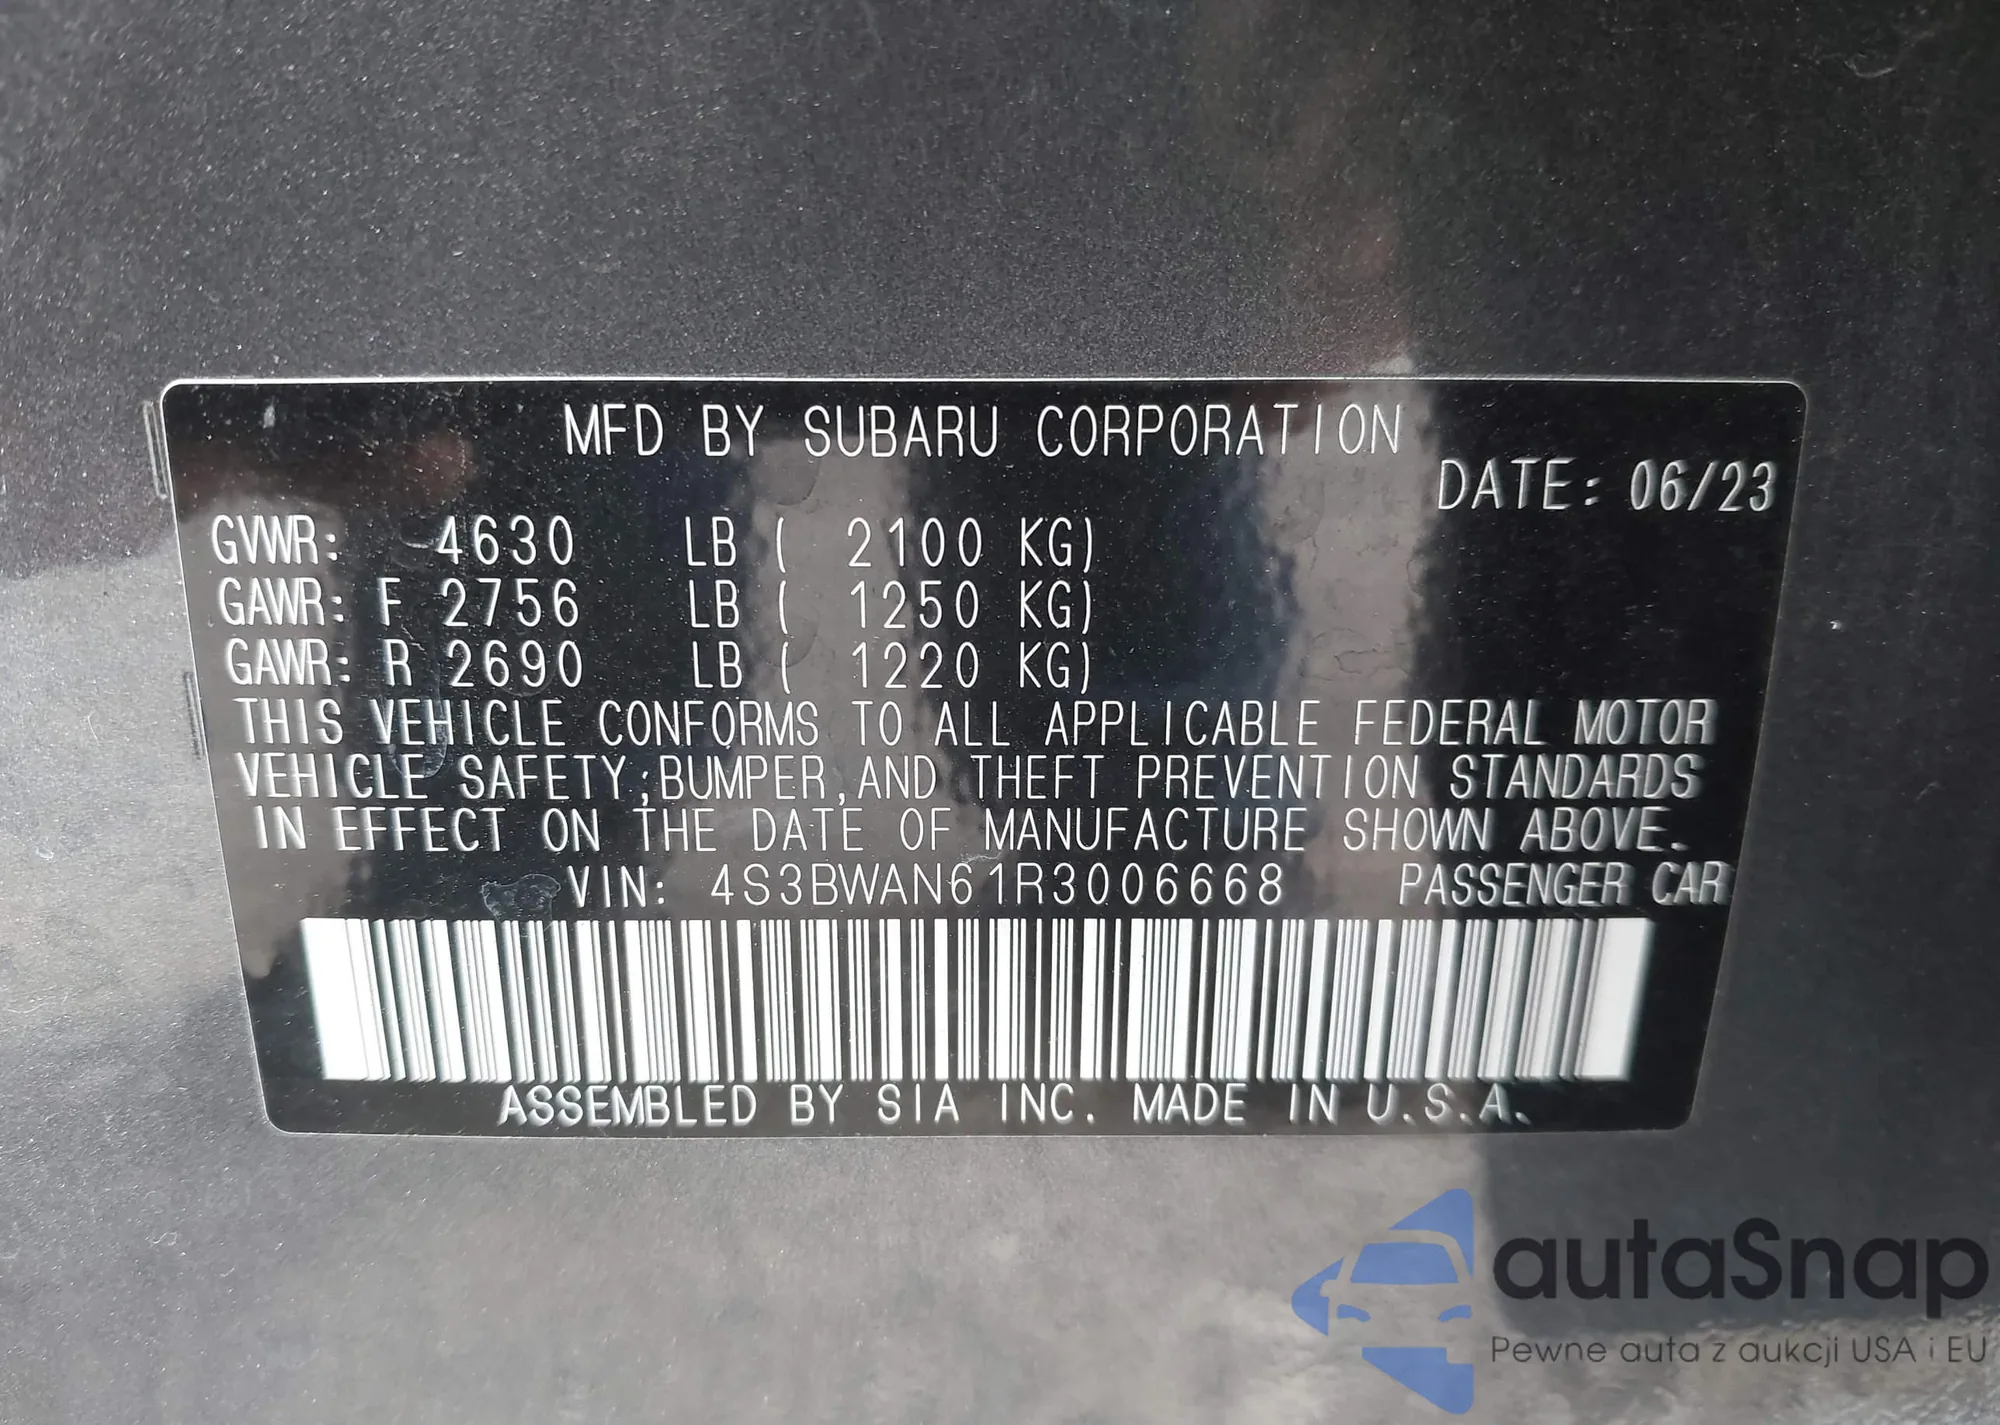 MFD BY SUBARU CORPORATION
DATE: 06/23
GVWR: 4630 LB ( 2100 KG)
GAWR: F 2756 LB ( 1250 KG)
GAWR: R 2690 LB ( 1220 KG)
THIS VEHICLE CONFORMS TO ALL APPLICABLE FEDERAL MOTOR
VEHICLE SAFETY,BUMPER,AND THEFT PREVENTION STANDARDS
IN EFFECT ON THE DATE OF MANUFACTURE SHOWN ABOVE.
VIN: 4S3BWAN61R3006668 PASSENGER CAR
ASSEMBLED BY SIA INC. MADE IN U.S.A.
autaSnap
Pewne auta z aukcji USA i EU